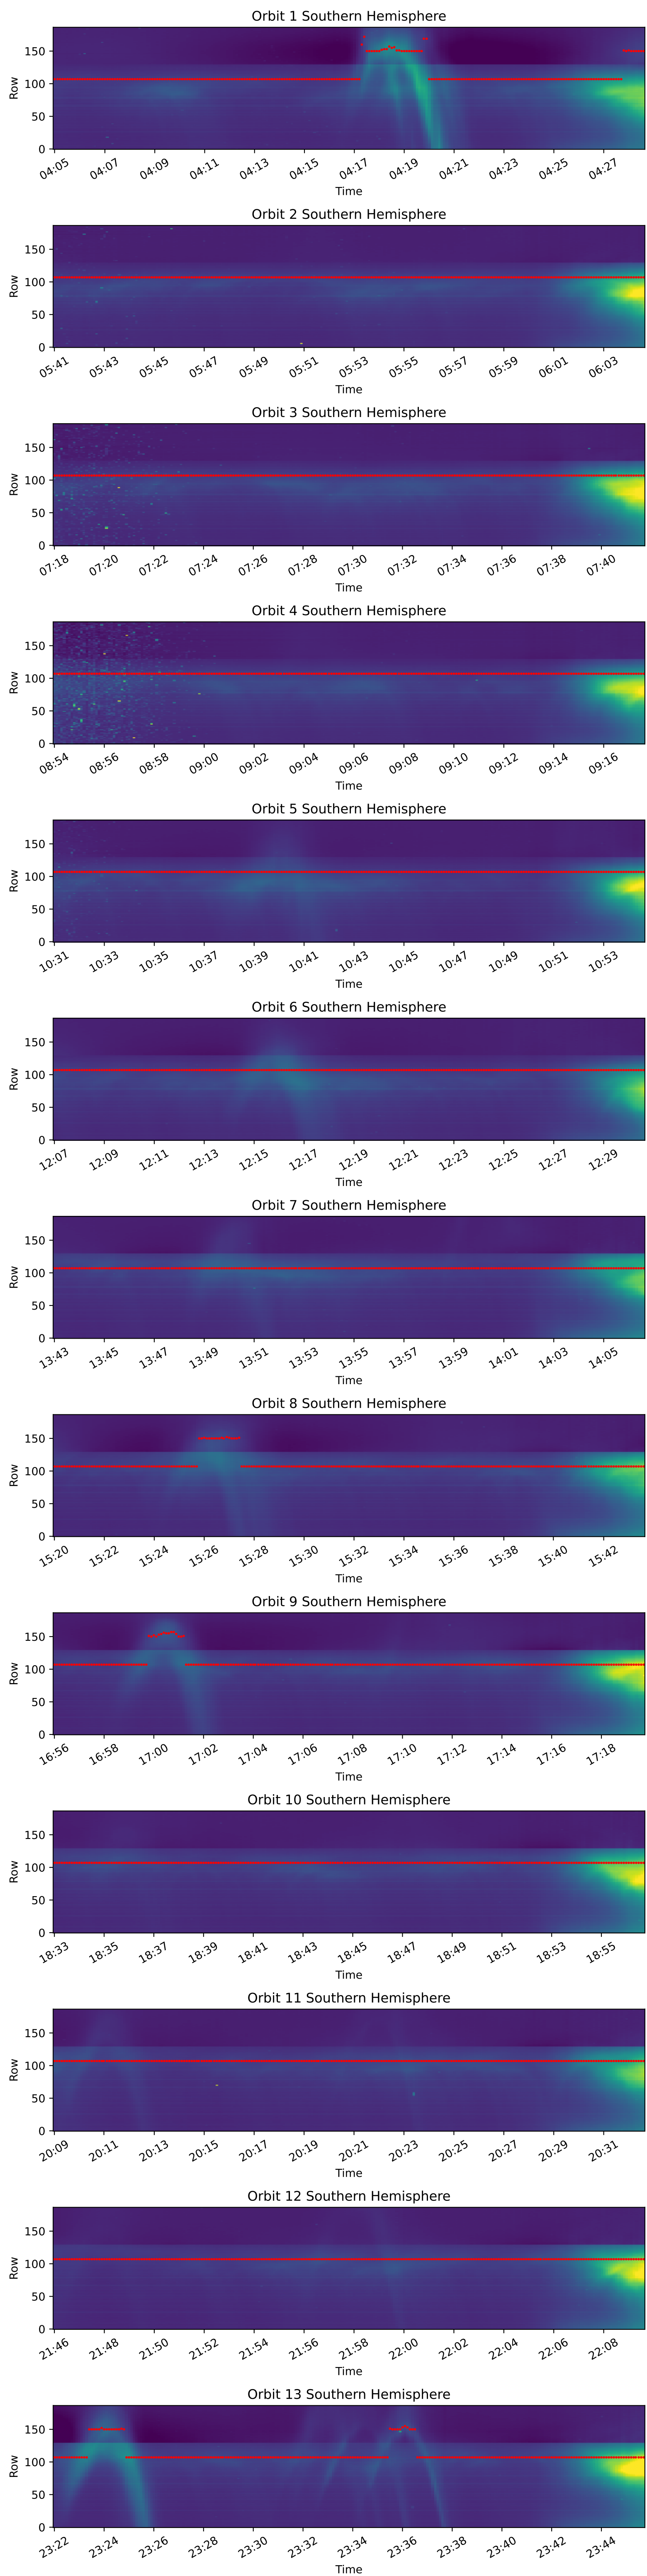 Orbit 1 Southern Hemisphere
150
100
50
0
Row
04:05 04:07 04:09 04:11 04:13 04:15 04:17 04:19 04:21 04:23 04:25 04:27
Time
Orbit 2 Southern Hemisphere
150
100
50
0
Row
05:41 05:43 05:45 05:47 05:49 05:51 05:53 05:55 05:57 05:59 06:01 06:03
Time
Orbit 3 Southern Hemisphere
150
100
50
0
Row
07:18 07:20 07:22 07:24 07:26 07:28 07:30 07:32 07:34 07:36 07:38 07:40
Time
Orbit 4 Southern Hemisphere
150
100
50
0
Row
08:54 08:56 08:58 09:00 09:02 09:04 09:06 09:08 09:10 09:12 09:14 09:16
Time
Orbit 5 Southern Hemisphere
150
100
50
0
Row
10:31 10:33 10:35 10:37 10:39 10:41 10:43 10:45 10:47 10:49 10:51 10:53
Time
Orbit 6 Southern Hemisphere
150
100
50
0
Row
12:07 12:09 12:11 12:13 12:15 12:17 12:19 12:21 12:23 12:25 12:27 12:29
Time
Orbit 7 Southern Hemisphere
150
100
50
0
Row
13:43 13:45 13:47 13:49 13:51 13:53 13:55 13:57 13:59 14:01 14:03 14:05
Time
Orbit 8 Southern Hemisphere
150
100
50
0
Row
15:20 15:22 15:24 15:26 15:28 15:30 15:32 15:34 15:36 15:38 15:40 15:42
Time
Orbit 9 Southern Hemisphere
150
100
50
0
Row
16:56 16:58 17:00 17:02 17:04 17:06 17:08 17:10 17:12 17:14 17:16 17:18
Time
Orbit 10 Southern Hemisphere
150
100
50
0
Row
18:33 18:35 18:37 18:39 18:41 18:43 18:45 18:47 18:49 18:51 18:53 18:55
Time
Orbit 11 Southern Hemisphere
150
100
50
0
Row
20:09 20:11 20:13 20:15 20:17 20:19 20:21 20:23 20:25 20:27 20:29 20:31
Time
Orbit 12 Southern Hemisphere
150
100
50
0
Row
21:46 21:48 21:50 21:52 21:54 21:56 21:58 22:00 22:02 22:04 22:06 22:08
Time
Orbit 13 Southern Hemisphere
150
100
50
0
Row
23:22 23:24 23:26 23:28 23:30 23:32 23:34 23:36 23:38 23:40 23:42 23:44
Time